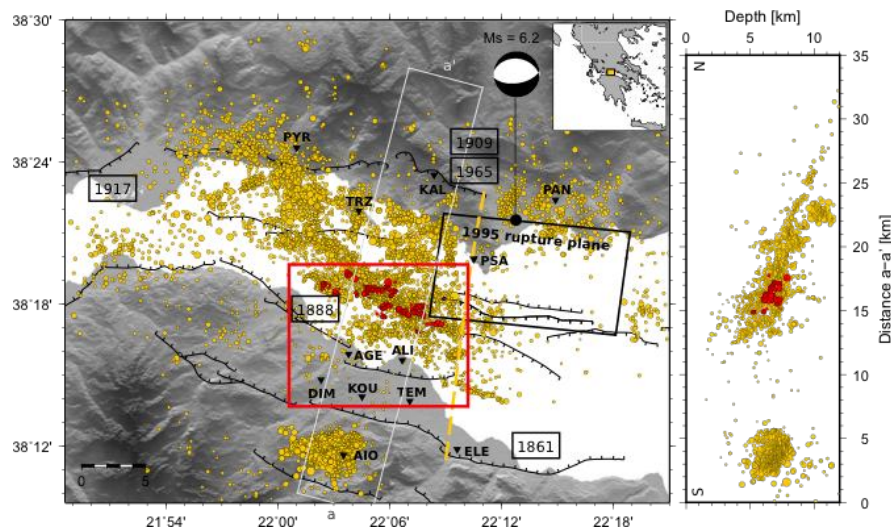 38°30'
38°24'
38°18'
38°12'
21°54'
22°00'
22°06'
22°12'
22°18'
Ms = 6.2
a'
PYR
1909
1965
KAL
PAN
1917
TRZ
1995 rupture plane
PSA
1888
AGE
ALI
DIM
KOU
TEM
AIO
ELE
1861
0
5
a
Depth [km]
0
5
10
N
S
35
30
25
20
15
10
5
0
Distance a-a' [km]